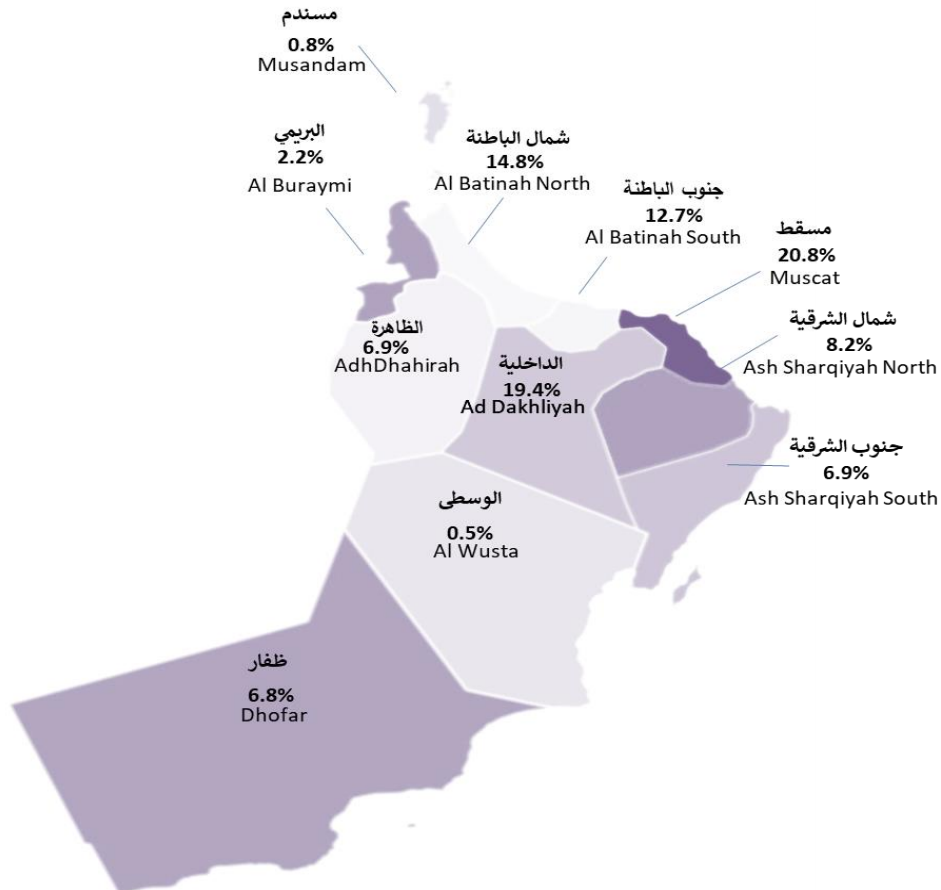 مسندم
0.8%
Musandam
البريمي
2.2%
Al Buraymi
شمال الباطنة
14.8%
Al Batinah North
جنوب الباطنة
12.7%
Al Batinah South
مسقط
20.8%
Muscat
شمال الشرقية
8.2%
Ash Sharqiyah North
الظاهرة
6.9%
AdhDhahirah
الداخلية
19.4%
Ad Dakhliyah
جنوب الشرقية
6.9%
Ash Sharqiyah South
الوسطى
0.5%
Al Wusta
ظفار
6.8%
Dhofar